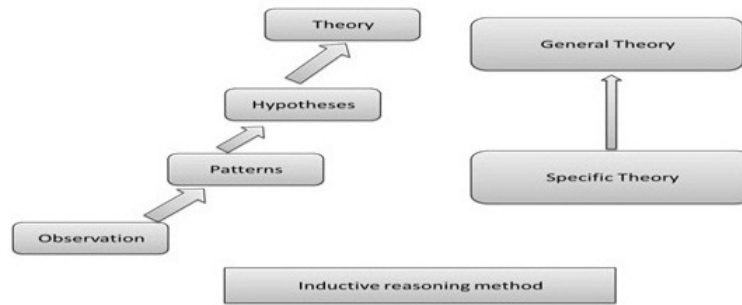 Theory
General Theory
Hypotheses
Patterns
Specific Theory
Observation
Inductive reasoning method